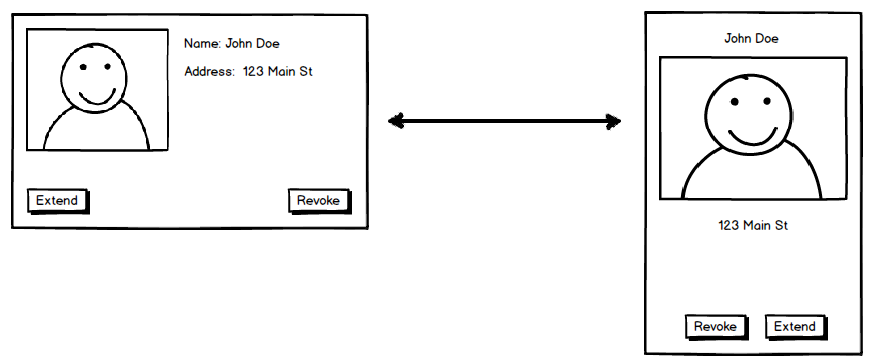 Name: John Doe
Address: 123 Main St
Extend
Revoke
John Doe
123 Main St
Revoke
Extend